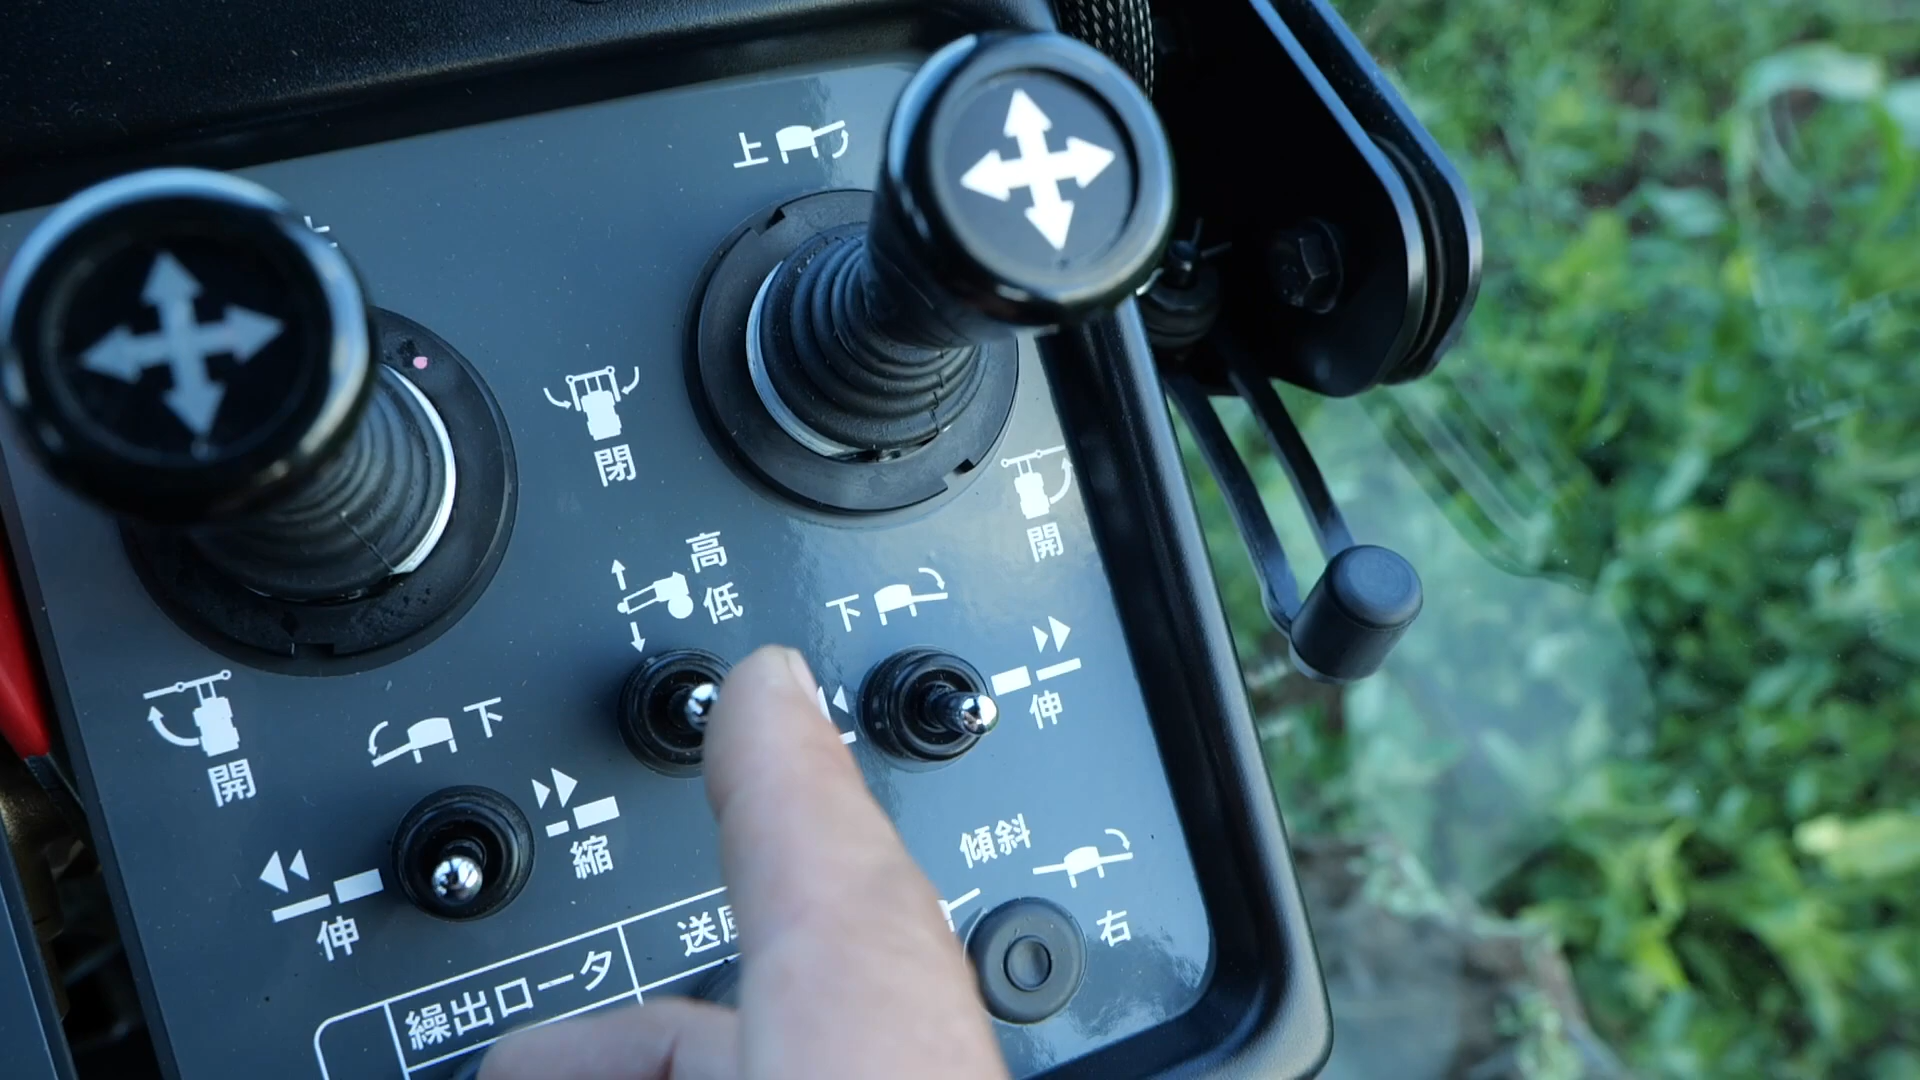 上
閉
開
高
低
下
伸
開
下
縮
伸
傾斜
右
繰出ロータ
送風